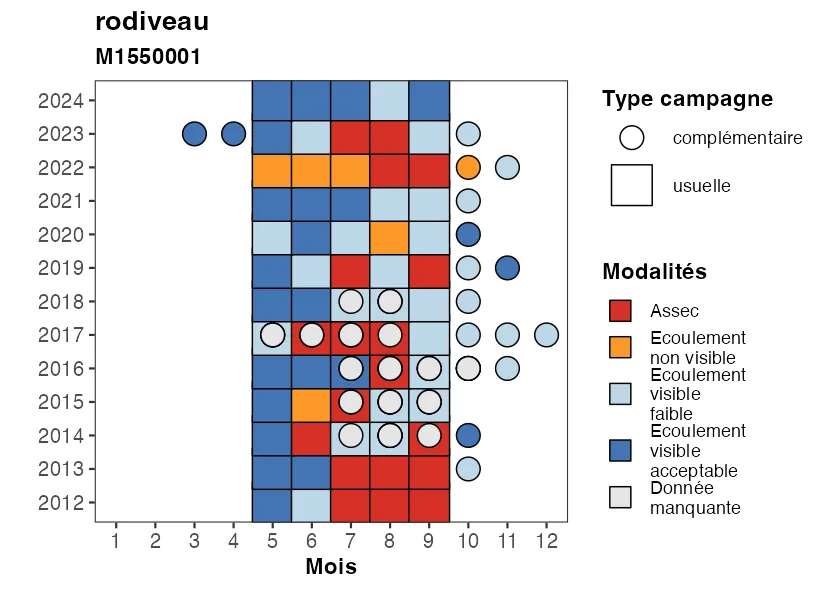 rodiveau
M1550001
2024
2023
2022
2021
2020
2019
2018
2017
2016
2015
2014
2013
2012
1 2 3 4 5 6 7 8 9 10 11 12
Mois
Type campagne
complémentaire
usuelle
Modalités
Assec
Ecoulement
non visible
Ecoulement
visible
faible
Ecoulement
visible
acceptable
Donnée
manquante